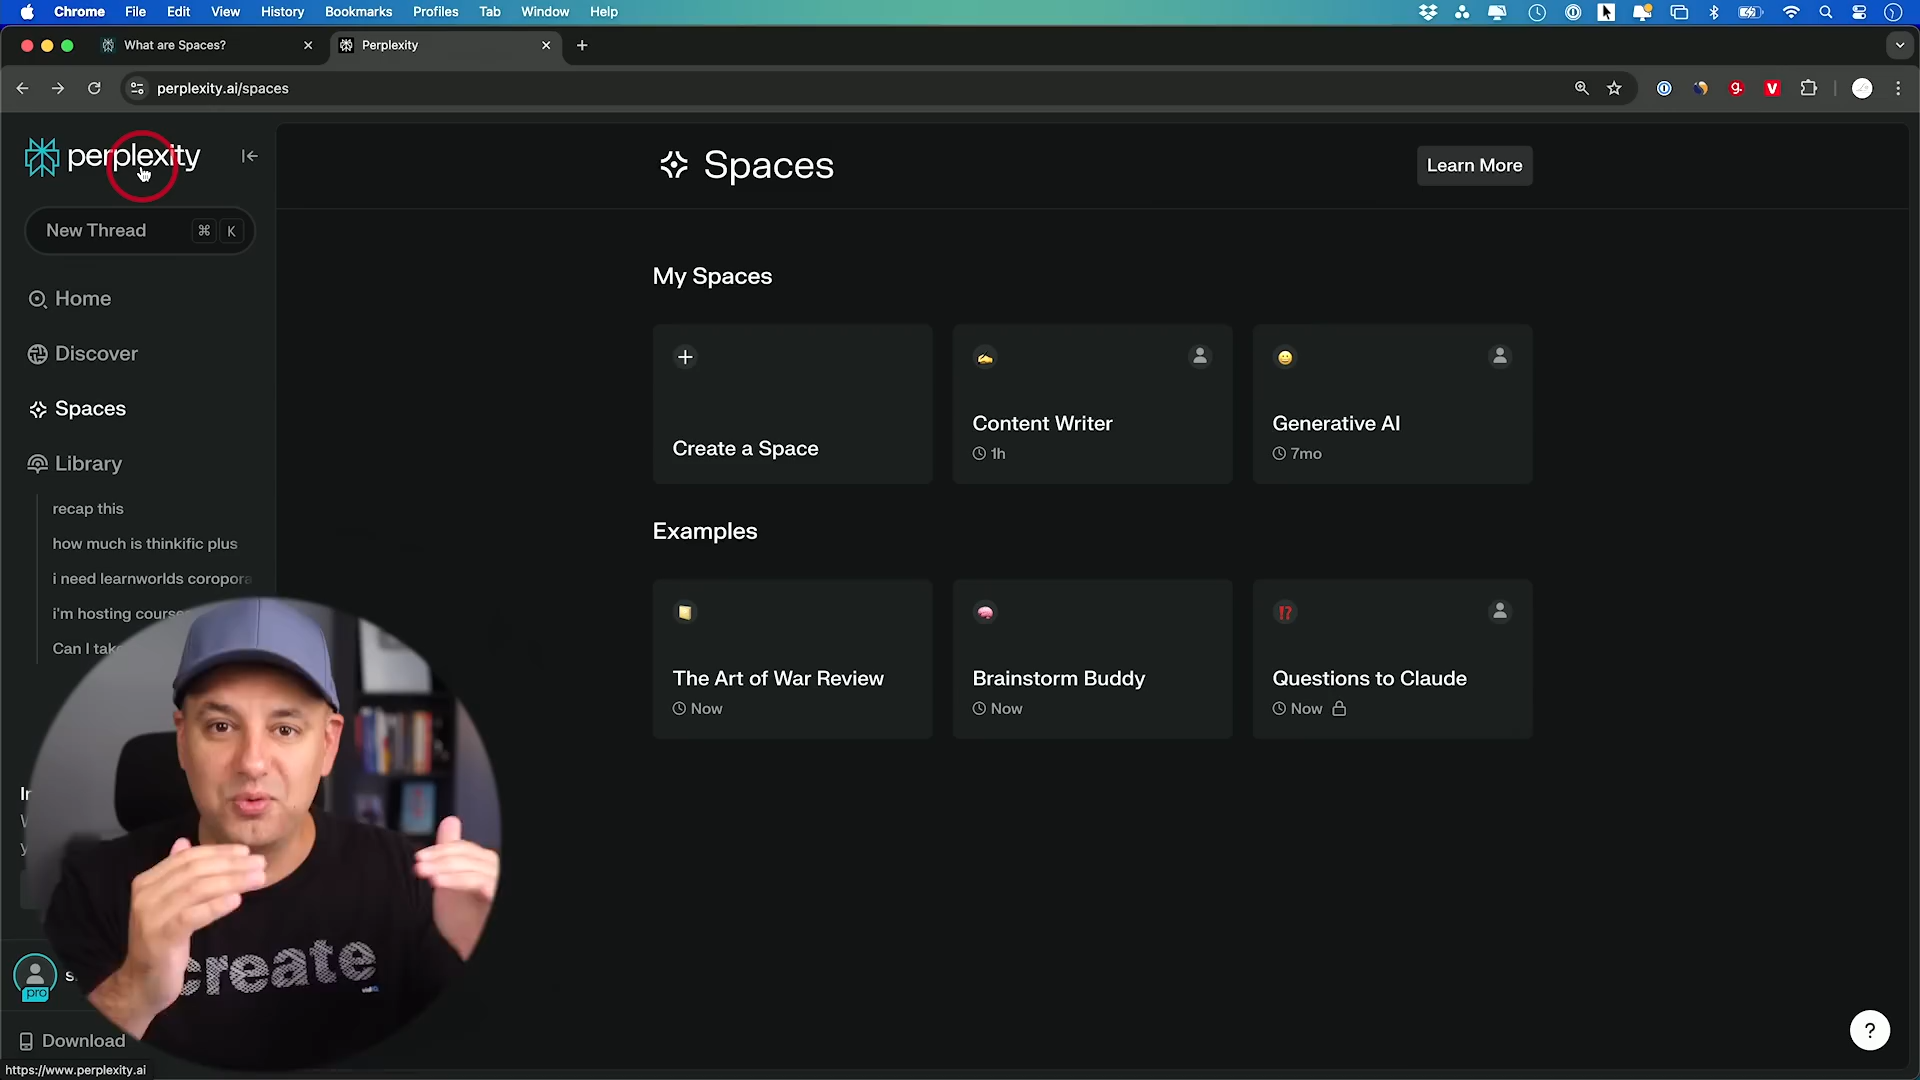 Chrome File Edit View History Bookmarks Profiles Tab Window Help
What are Spaces?
Perplexity
perplexity.ai/spaces
perplexity
New Thread ⌘ K
Home
Discover
Spaces
Library
recap this
how much is thinkific plus
i need learnworlds coropora
i'm hosting course
Can I take
pro
Download
https://www.perplexity.ai
Spaces
Learn More
My Spaces
Create a Space
Content Writer
1h
Generative AI
7mo
Examples
The Art of War Review
Now
Brainstorm Buddy
Now
Questions to Claude
Now
create
?